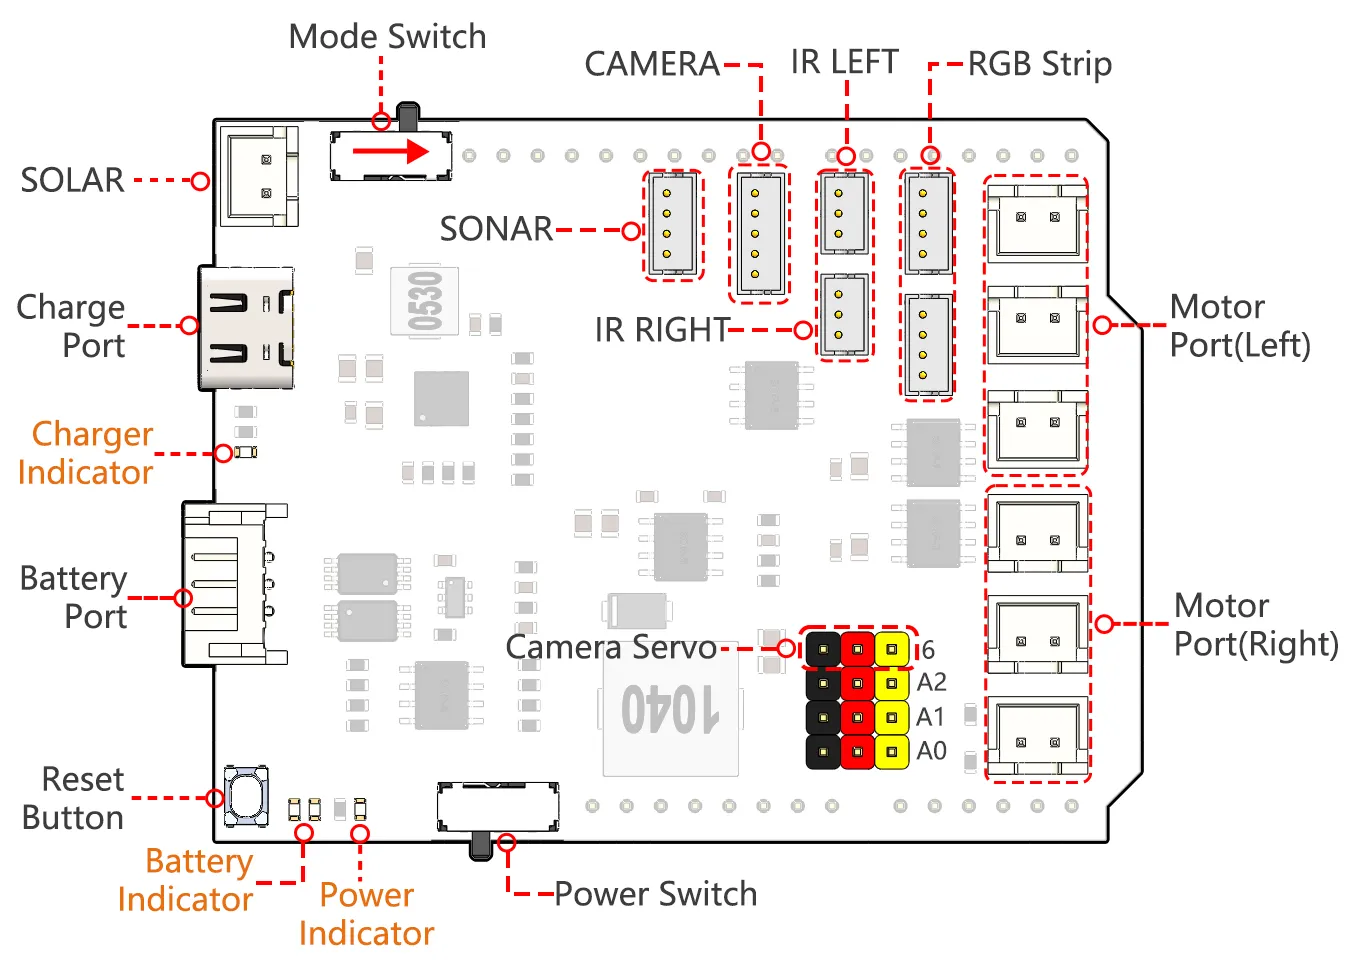 Mode Switch
CAMERA
IR LEFT
RGB Strip
SOLAR
SONAR
Charge
Port
0530
IR RIGHT
Motor
Port(Left)
Charger
Indicator
Battery
Port
Camera Servo
6
A2
A1
A0
Motor
Port(Right)
1040
Reset
Button
Battery
Indicator
Power
Indicator
Power Switch